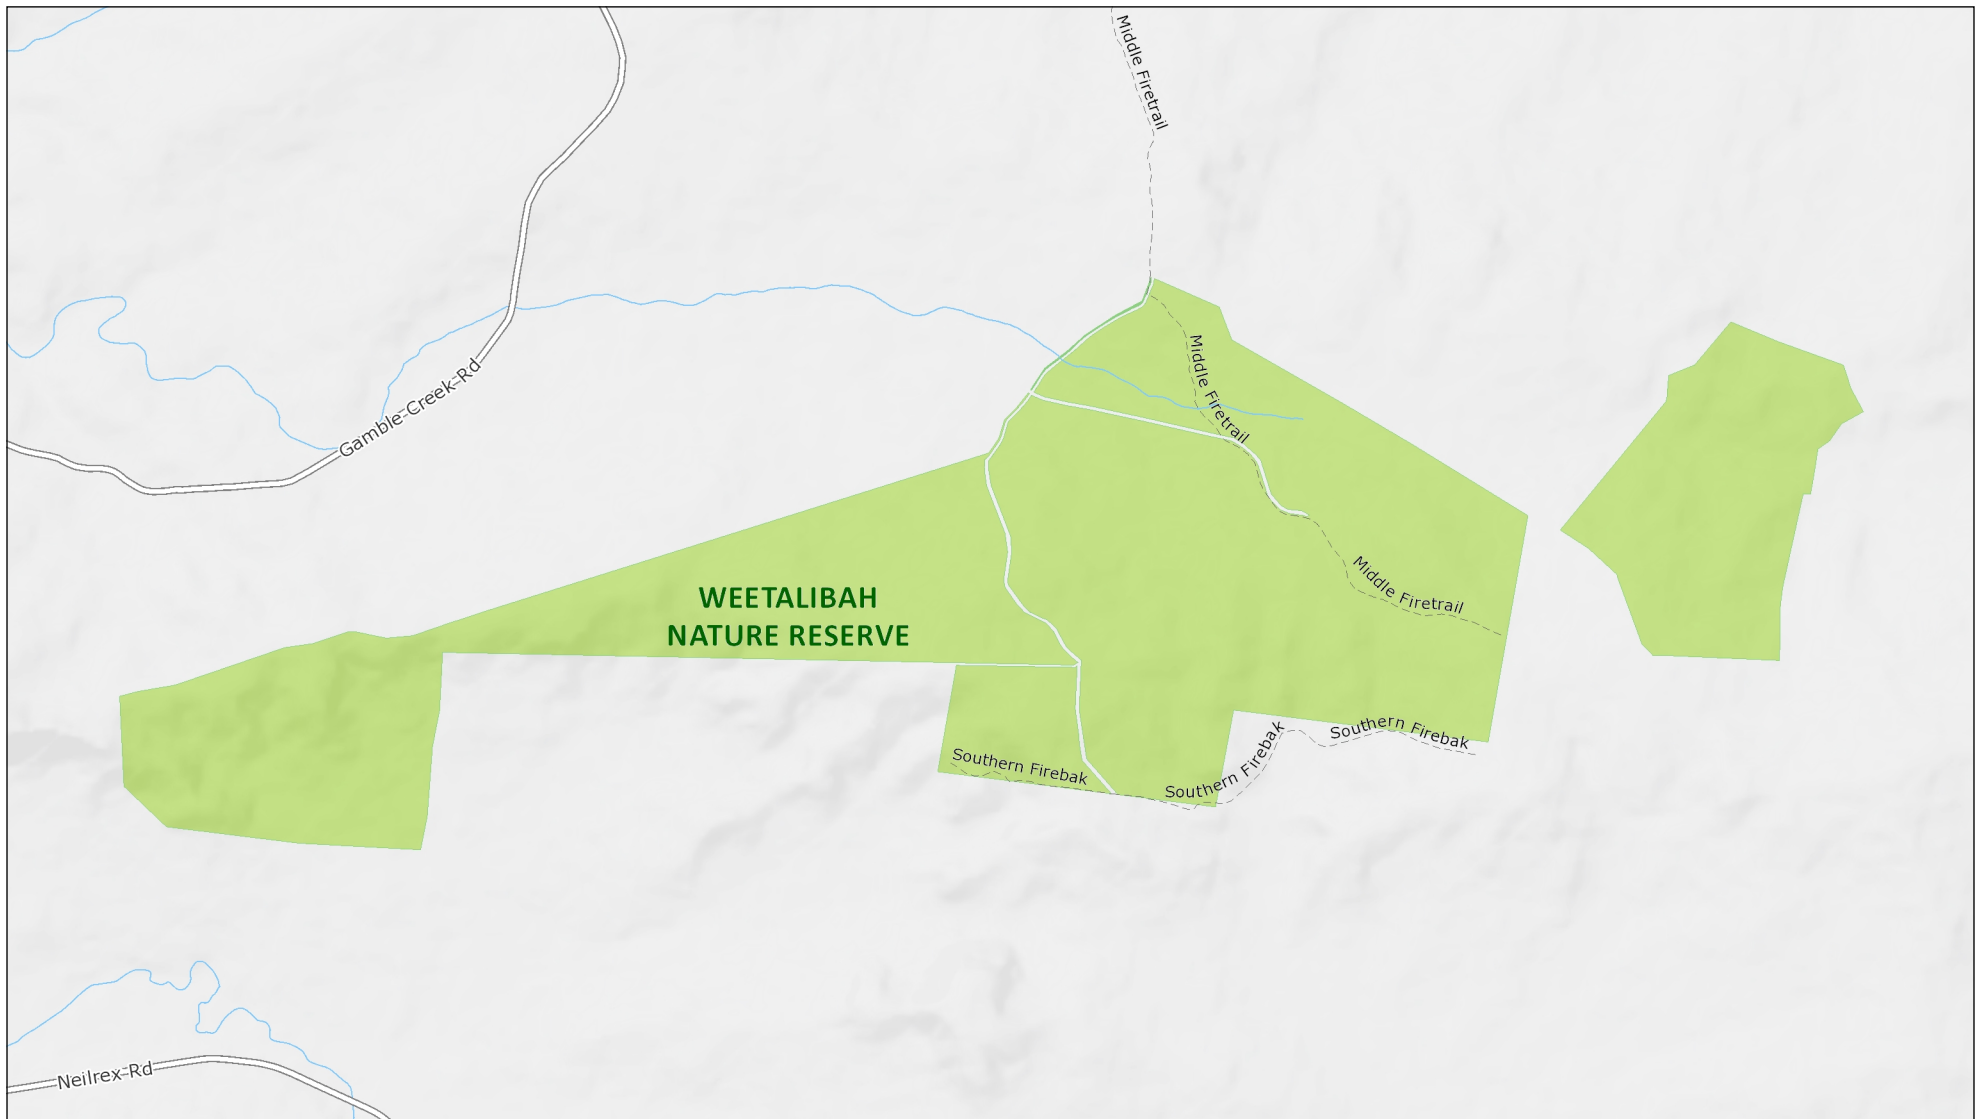 Middle Firetrail
Middle Firetrail
Gamble Creek Rd
Middle Firetrail
WEETALIBAH
NATURE RESERVE
Southern Firebak
Southern Firebak
Southern Firebak
Neilrex Rd